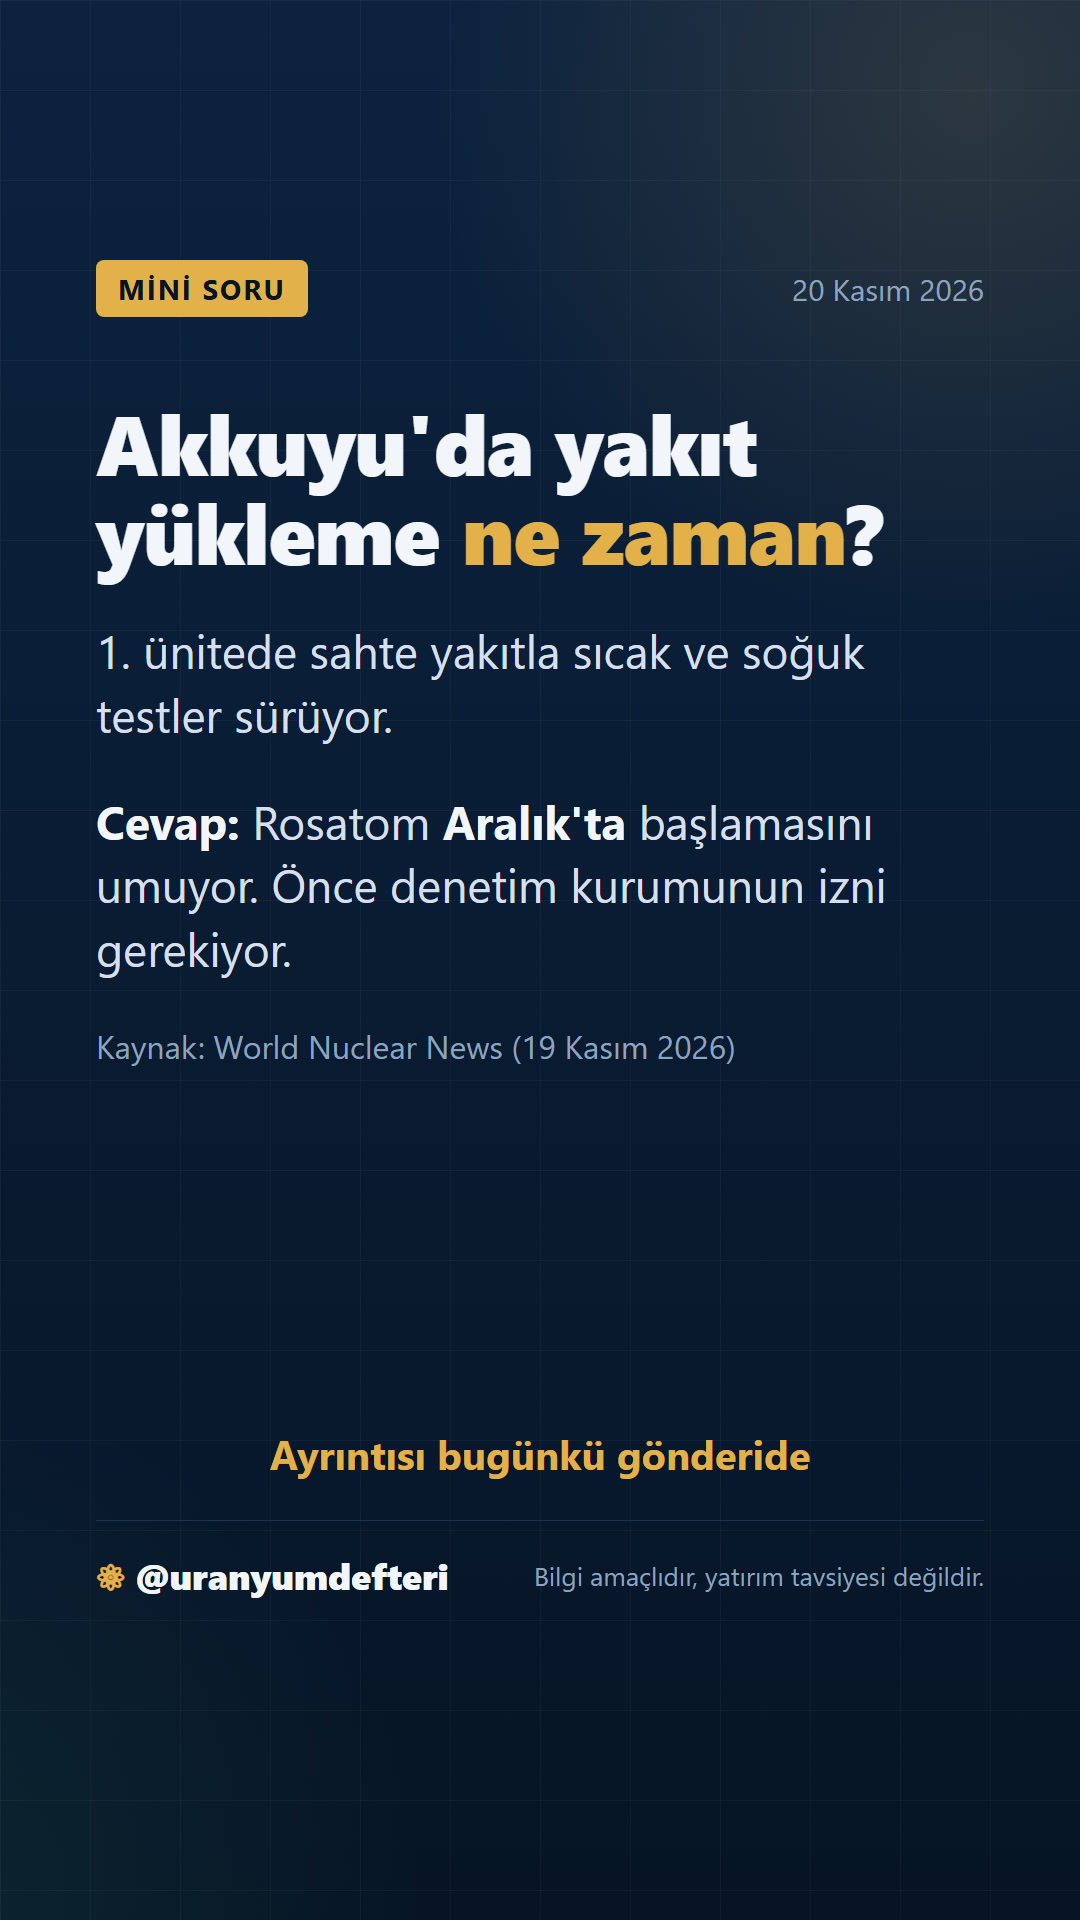 MİNİ SORU
20 Kasım 2026
Akkuyu'da yakıt
yükleme ne zaman?
1. ünitede sahte yakıtla sıcak ve soğuk
testler sürüyor.
Cevap: Rosatom Aralık'ta başlamasını
umuyor. Önce denetim kurumunun izni
gerekiyor.
Kaynak: World Nuclear News (19 Kasım 2026)
Ayrıntısı bugünkü gönderide
@uranyumdefteri
Bilgi amaçlıdır, yatırım tavsiyesi değildir.